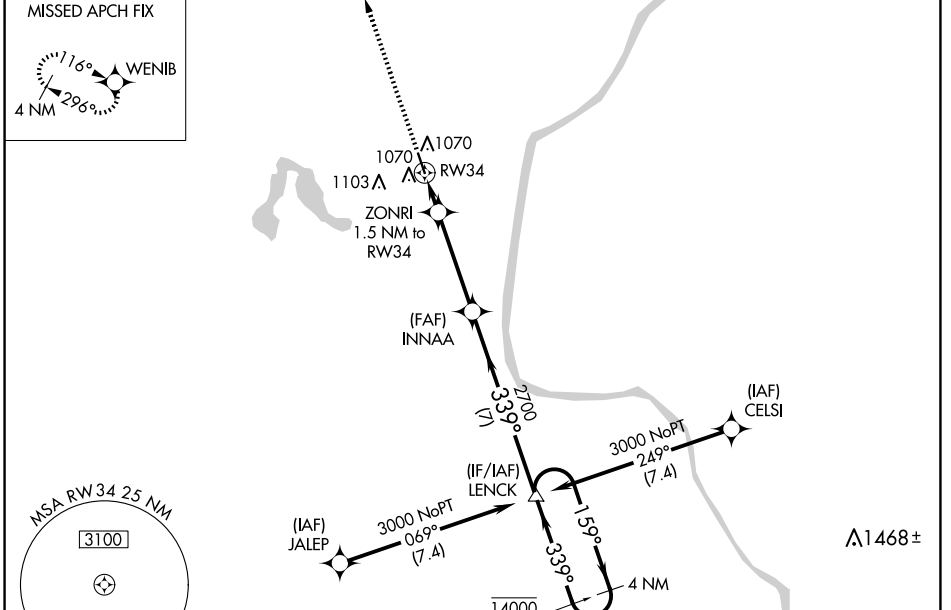 MISSED APCH FIX
116°
WENIB
4 NM
296°
1070
1070
RW34
1103
ZONRI
1.5 NM to
RW34
(FAF)
INNAA
2700
339°
(7)
(IAF)
CELSI
3000 NoPT
249°
(7.4)
(IF/IAF)
LENCK
MSA RW34 25 NM
3100
(IAF)
JALEP
3000 NoPT
069°
(7.4)
159°
339°
1468±
4 NM
14000